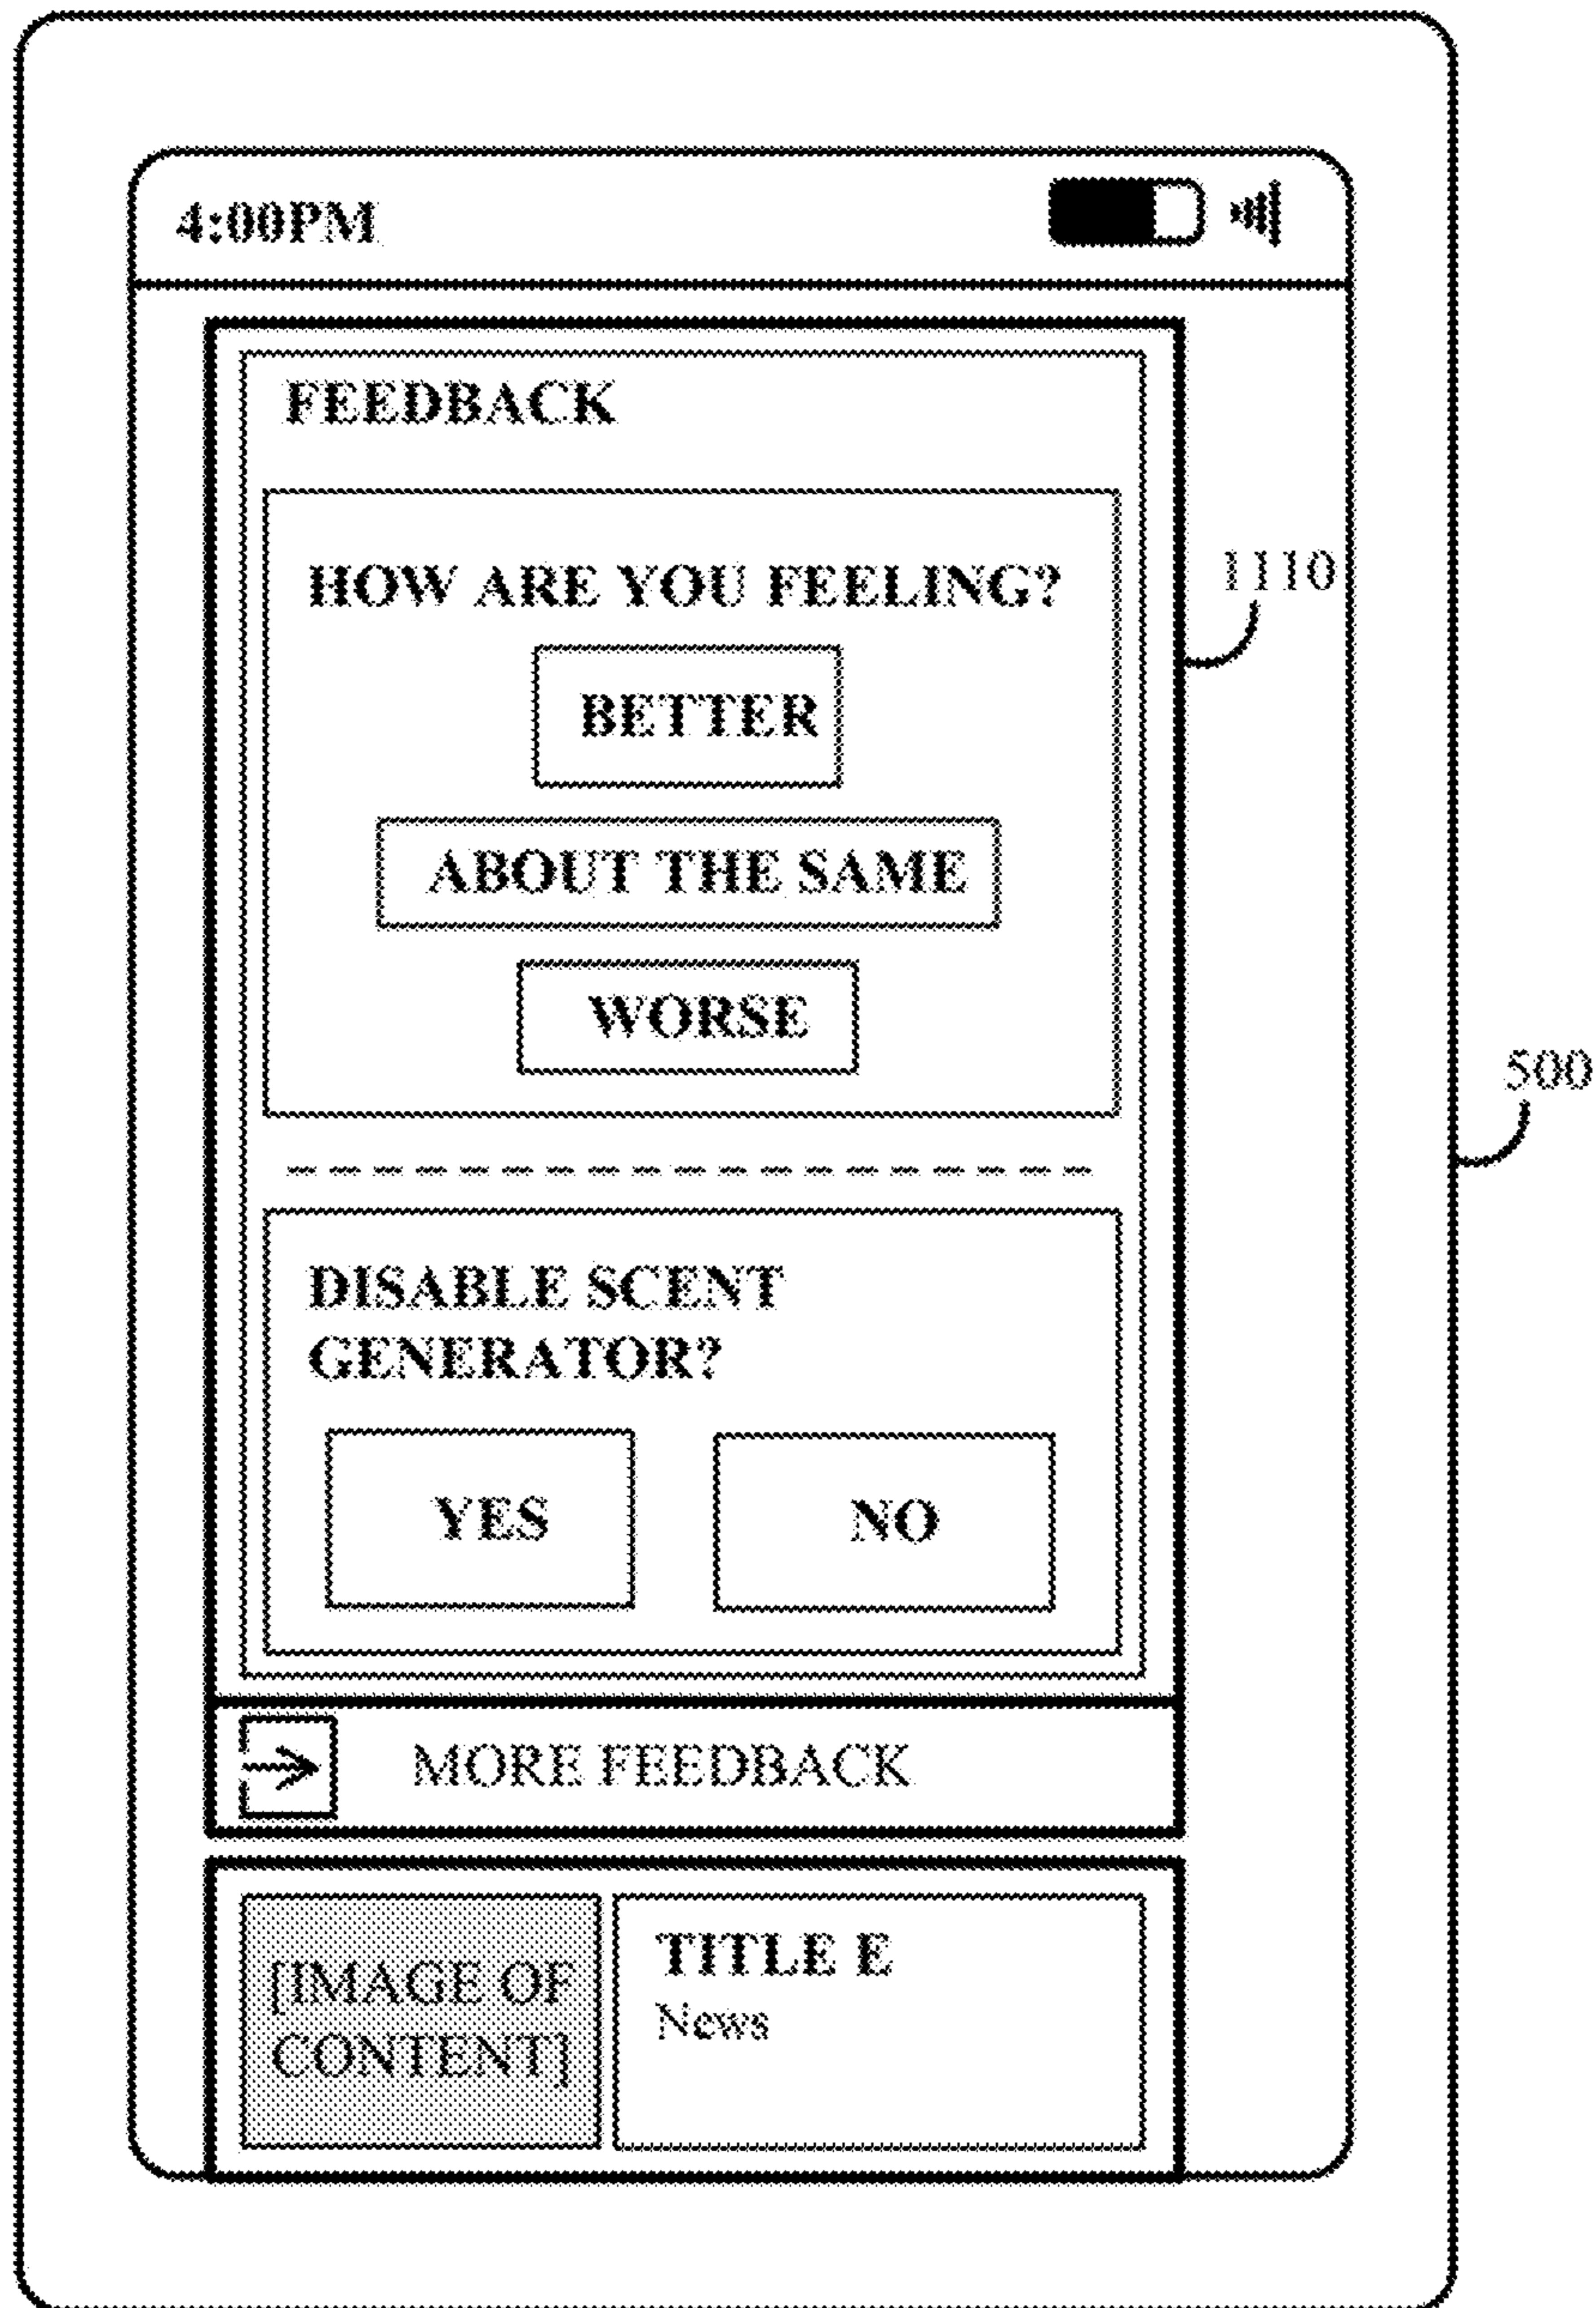 4:00PM
FEEDBACK
HOW ARE YOU FEELING?
1110
BETTER
ABOUT THE SAME
WORSE
500
DISABLE SCENT
GENERATOR?
YES NO
MORE FEEDBACK
[IMAGE OF
CONTENT]
TITLE E
News